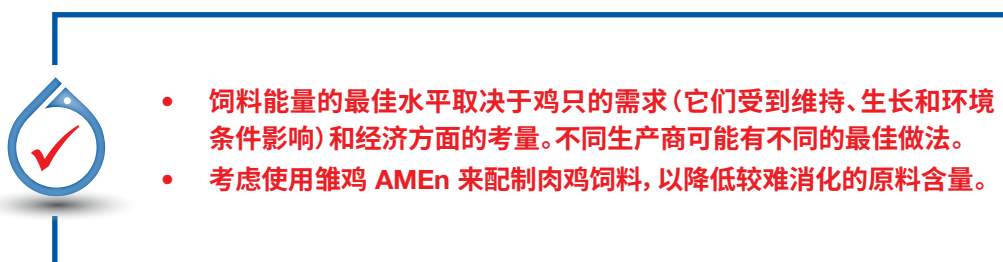 • 饲料能量的最佳水平取决于鸡只的需求（它们受到维持、生长和环境
条件影响）和经济方面的考量。不同生产商可能有不同的最佳做法。
• 考虑使用雏鸡 AMEn 来配制肉鸡饲料，以降低较难消化的原料含量。